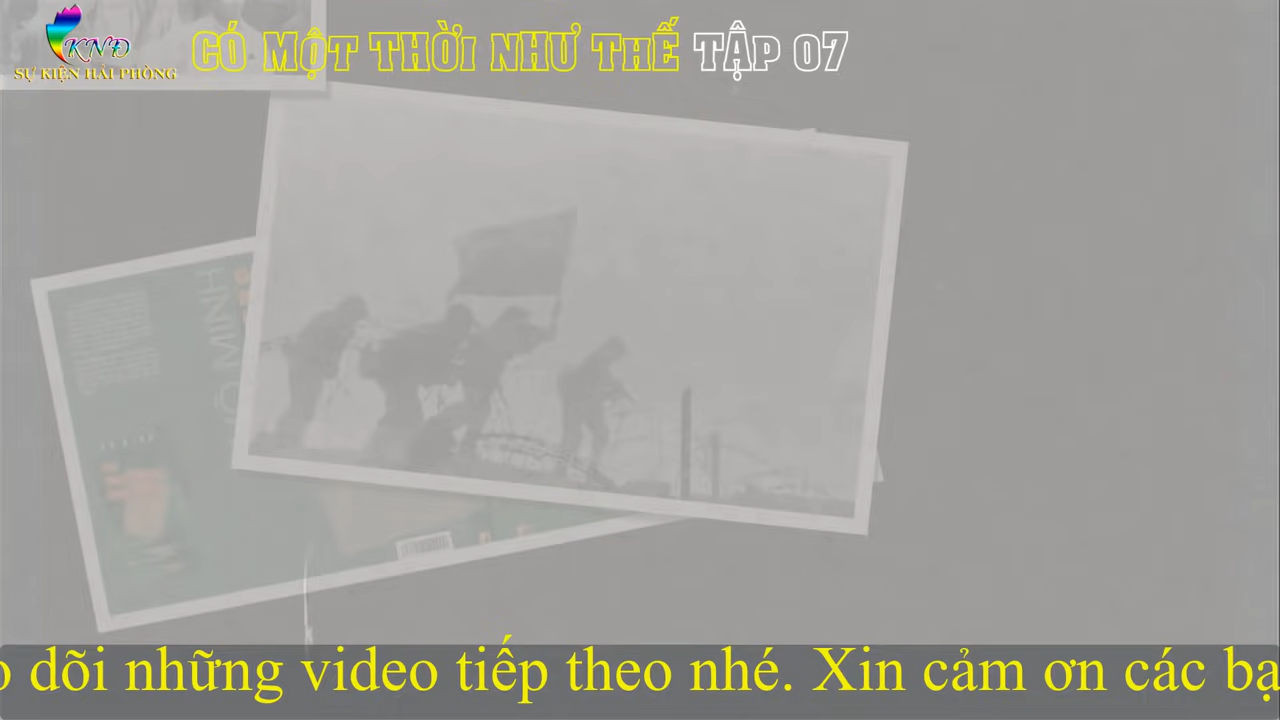 KNĐ
SỰ KIỆN HẢI PHÒNG
CÓ MỘT THỜI NHƯ THẾ TẬP 07
MINH
dõi những video tiếp theo nhé. Xin cảm ơn các bạ